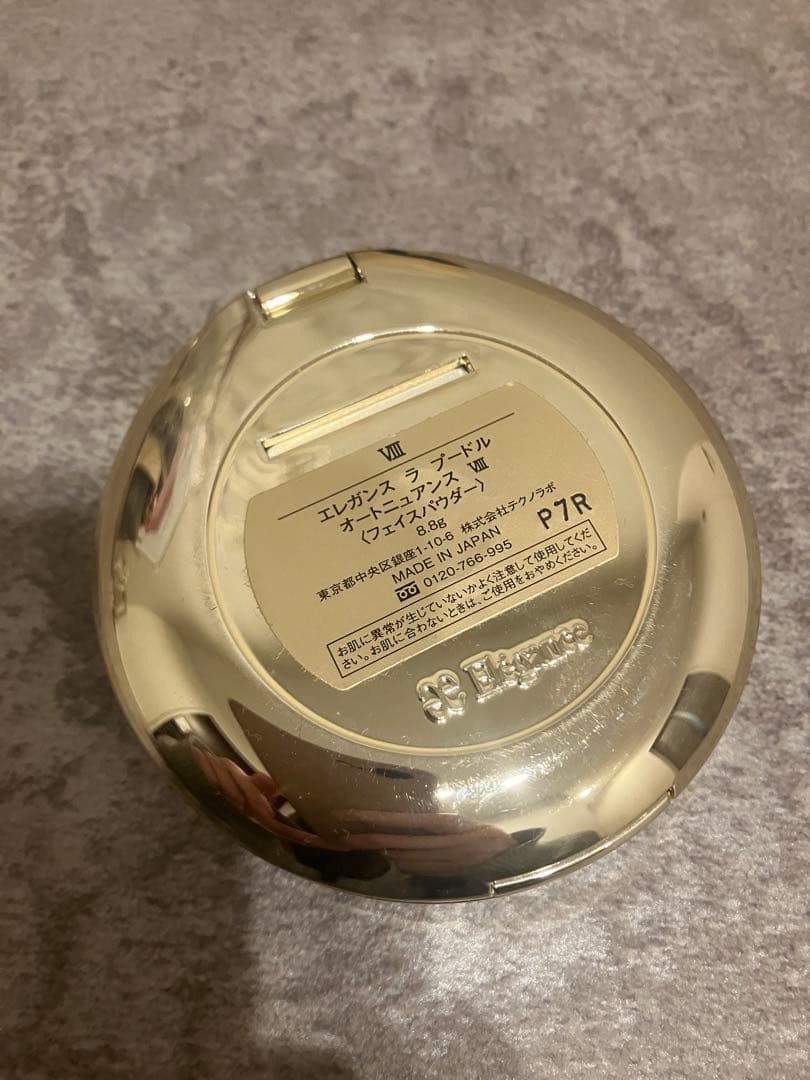 VIII
エレガンス ラ プードル
オートニュアンス VIII
〈フェイスパウダー〉
8.8g
東京都中央区銀座1-10-6 株式会社テクノラボ
MADE IN JAPAN P7R
0120-766-995
お肌に異常が生じていないかよく注意して使用してくだ
さい。お肌に合わないときは、ご使用をおやめください。
Elégance